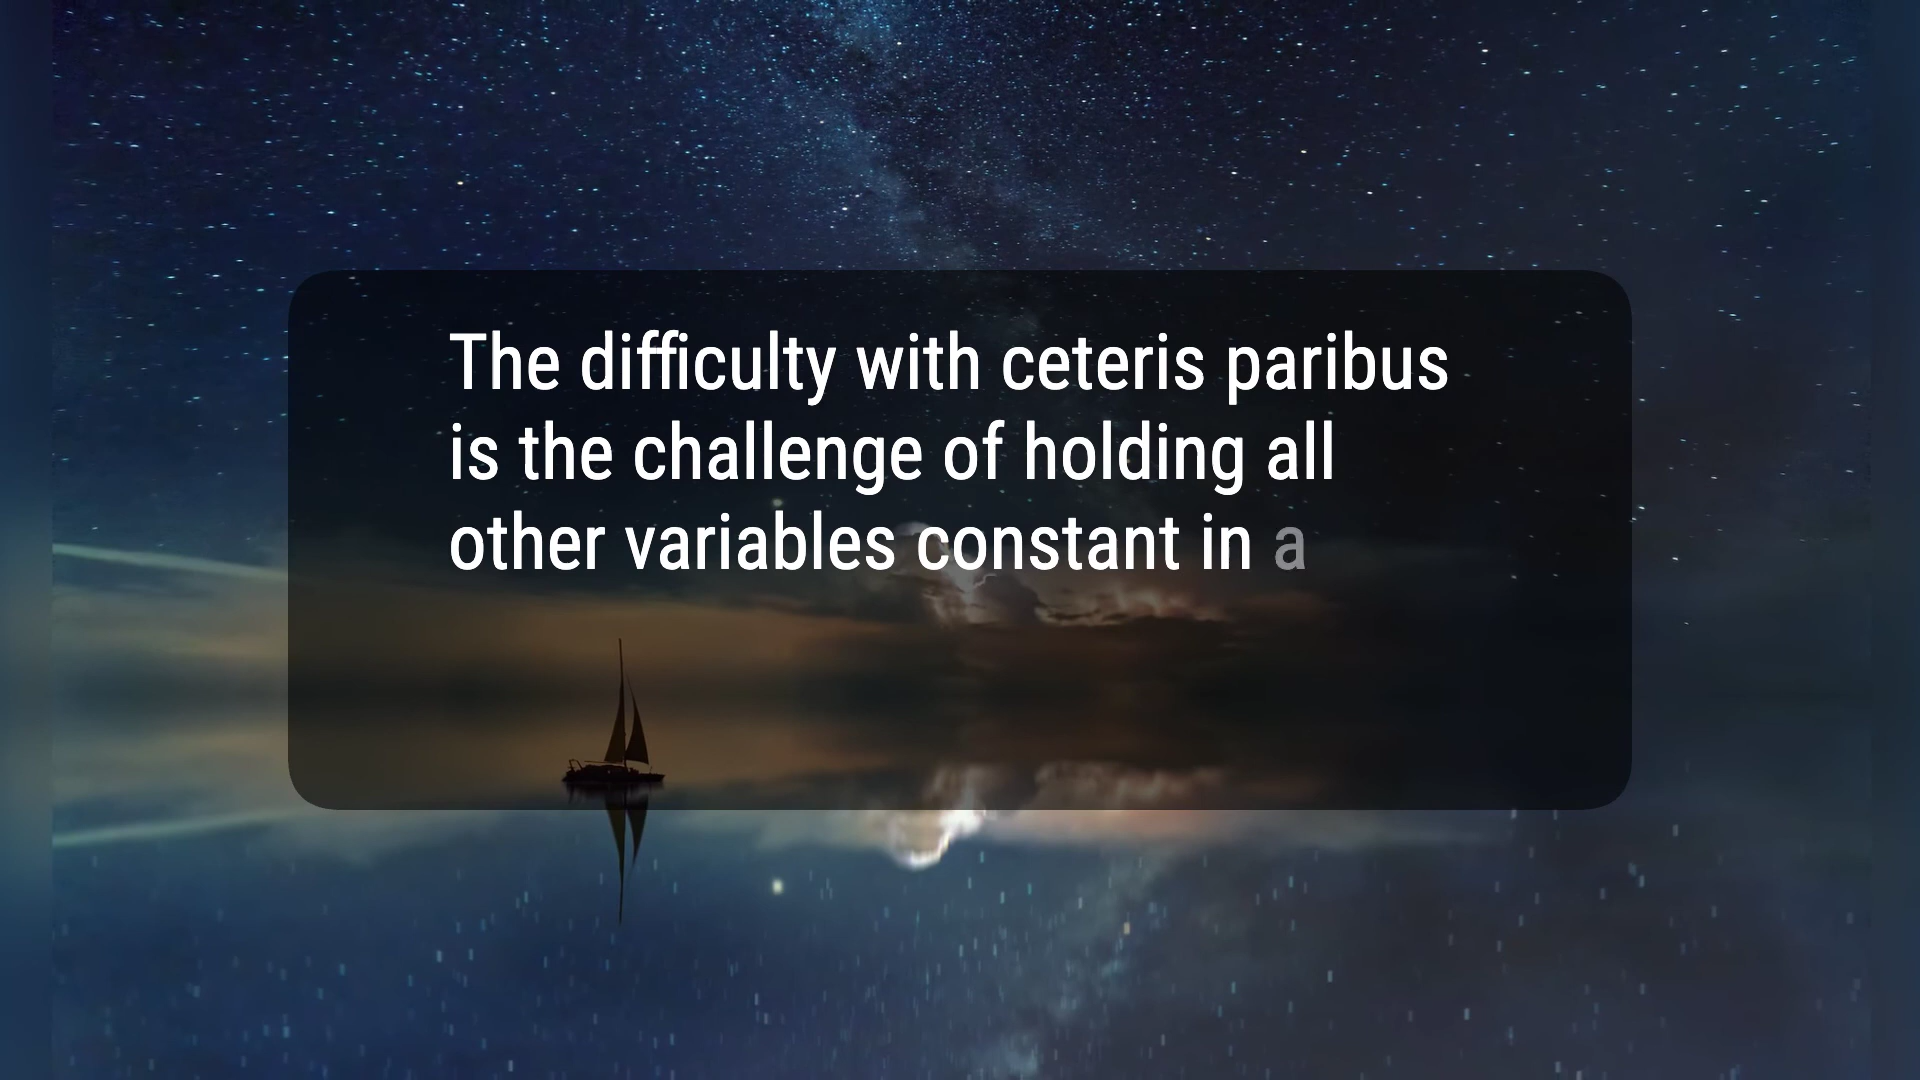 The difficulty with ceteris paribus
is the challenge of holding all
other variables constant in a